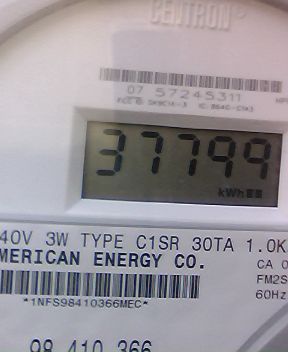 CENTRON®
07 57245311
37799
kWh
40V 3W TYPE C1SR 30TA 1.0K
MERICAN ENERGY CO.
CA 0
FM2S
*1NFS98410366MEC*
60Hz
98 410 366